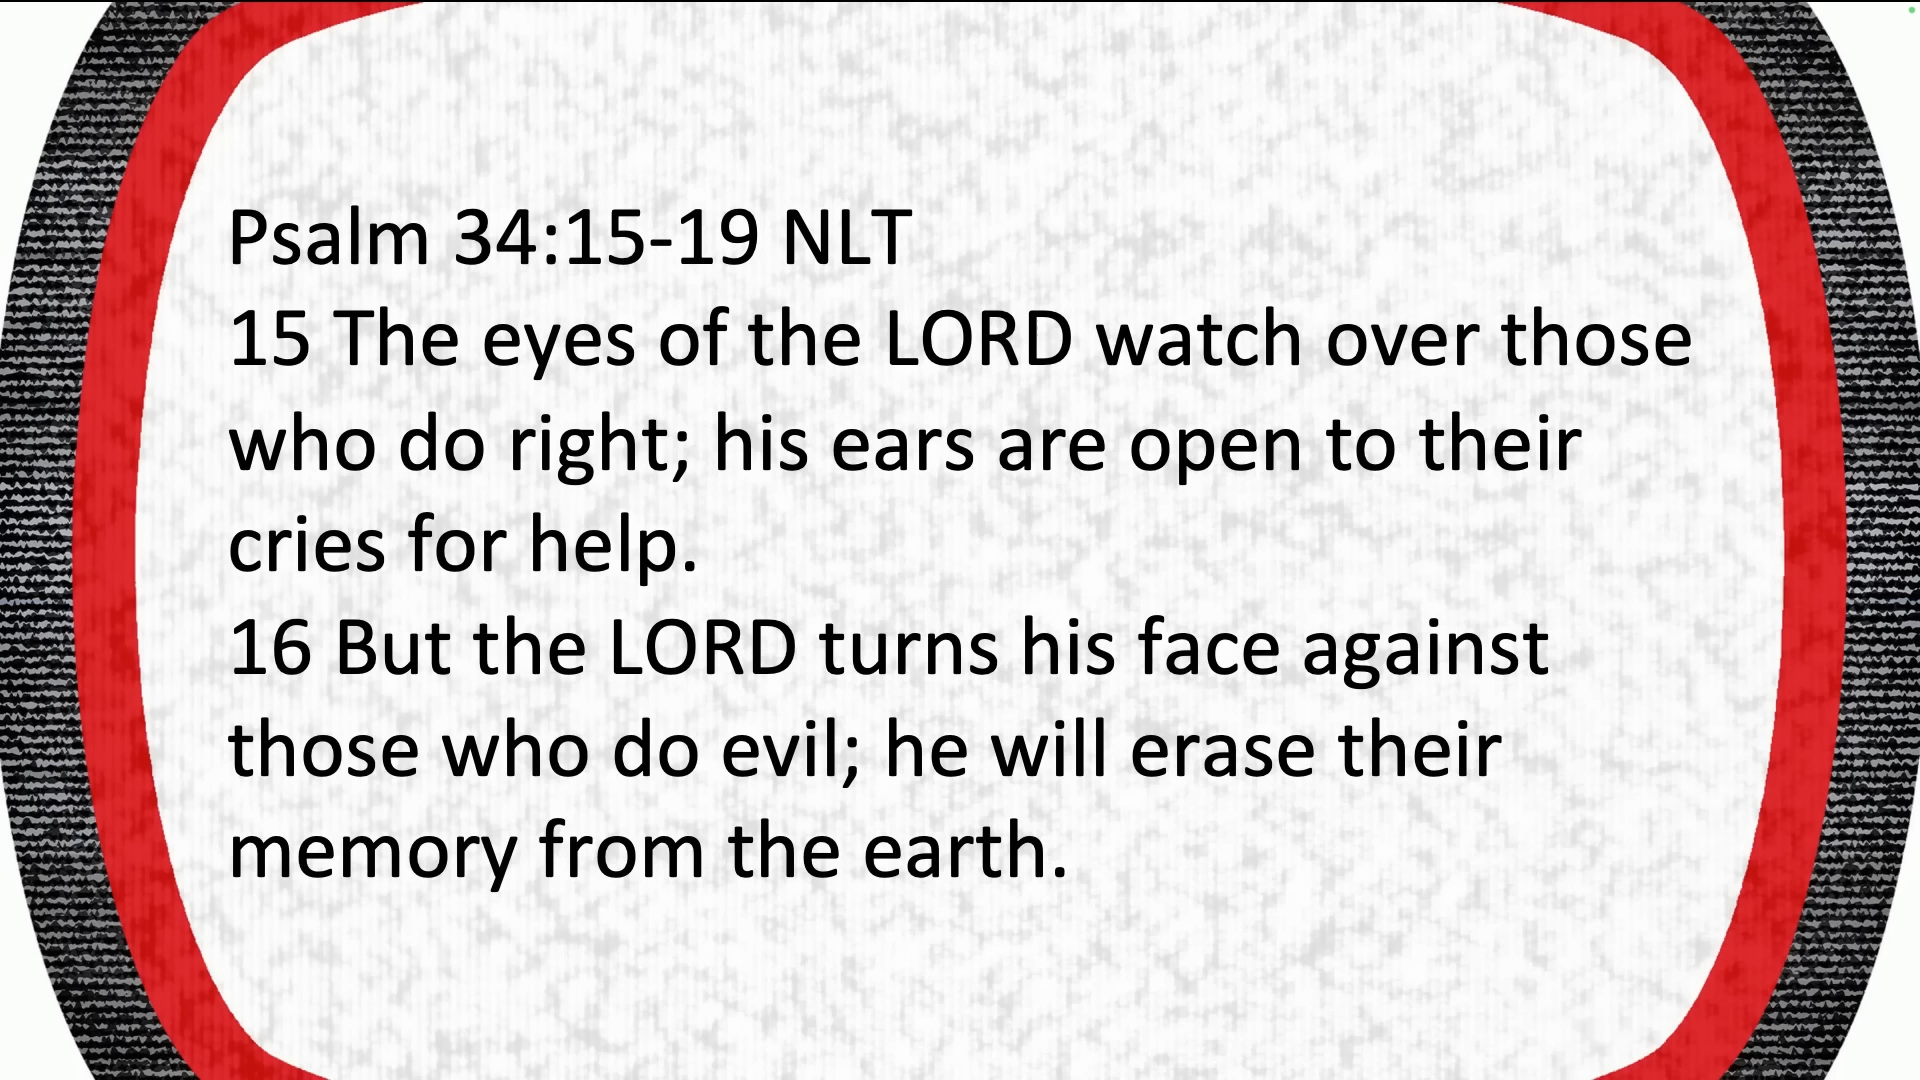 Psalm 34:15-19 NLT
15 The eyes of the LORD watch over those
who do right; his ears are open to their
cries for help.
16 But the LORD turns his face against
those who do evil; he will erase their
memory from the earth.